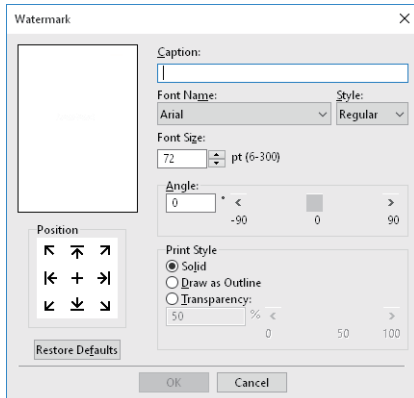 Watermark
Caption:
Font Name: Style:
Arial Regular
Font Size:
72 pt (6-300)
Angle:
0 °
-90 0 90
Position
Print Style
Solid
Draw as Outline
Transparency:
50 %
0 50 100
Restore Defaults
OK Cancel